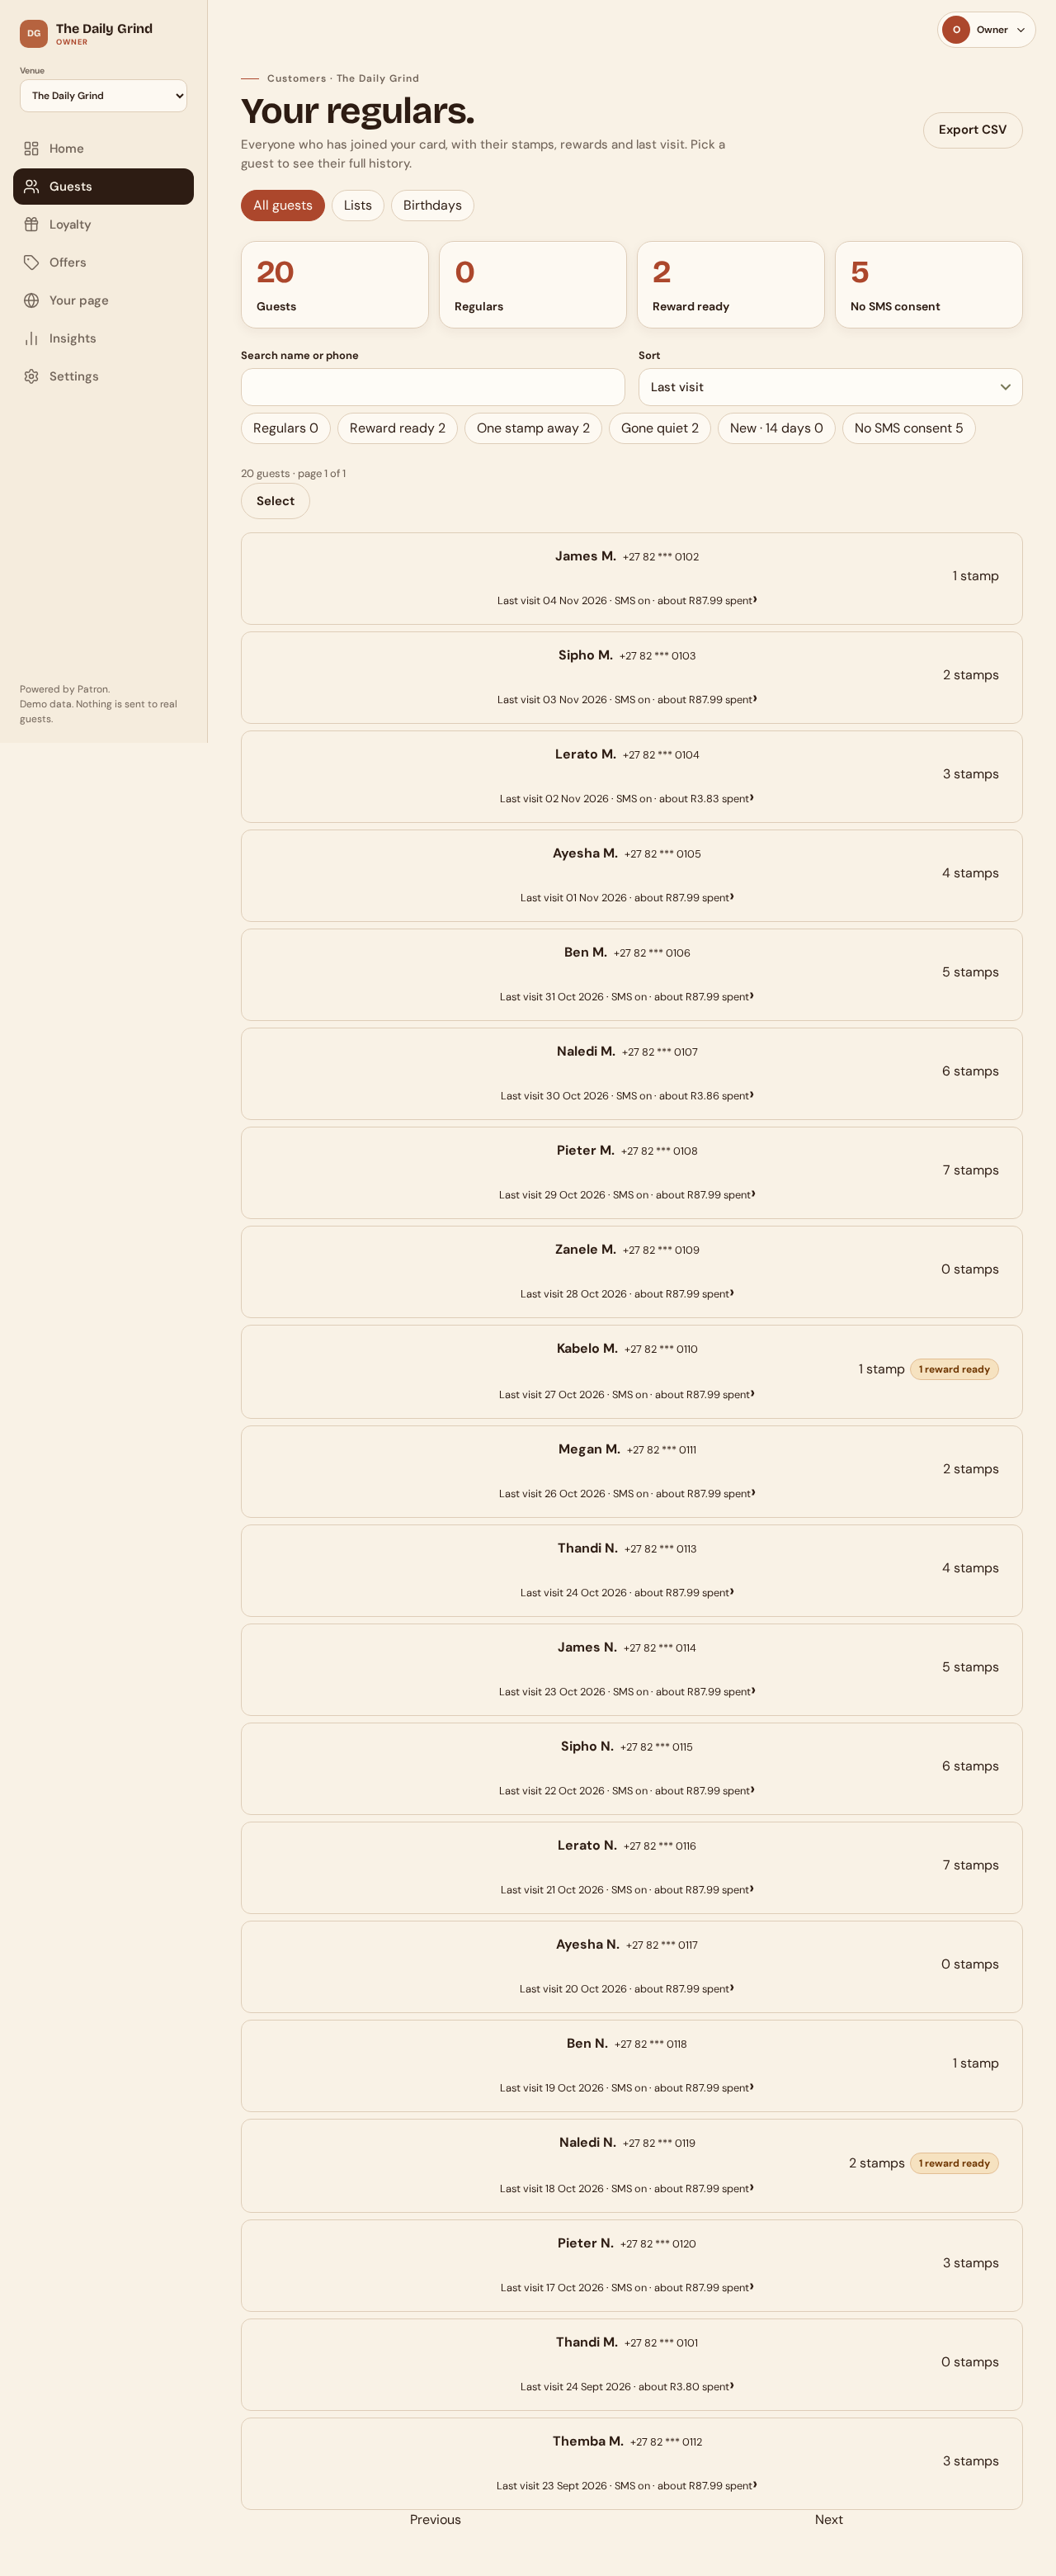 DG
The Daily Grind
OWNER
Venue
The Daily Grind
Home
Guests
Loyalty
Offers
Your page
Insights
Settings
Powered by Patron.
Demo data. Nothing is sent to real
guests.
O Owner
Customers · The Daily Grind
Your regulars.
Everyone who has joined your card, with their stamps, rewards and last visit. Pick a
guest to see their full history.
Export CSV
All guests Lists Birthdays
20
Guests
0
Regulars
2
Reward ready
5
No SMS consent
Search name or phone
Sort
Last visit
Regulars 0 Reward ready 2 One stamp away 2 Gone quiet 2 New · 14 days 0 No SMS consent 5
20 guests · page 1 of 1
Select
James M. +27 82 *** 0102
1 stamp
Last visit 04 Nov 2026 · SMS on · about R87.99 spent›
Sipho M. +27 82 *** 0103
2 stamps
Last visit 03 Nov 2026 · SMS on · about R87.99 spent›
Lerato M. +27 82 *** 0104
3 stamps
Last visit 02 Nov 2026 · SMS on · about R3.83 spent›
Ayesha M. +27 82 *** 0105
4 stamps
Last visit 01 Nov 2026 · about R87.99 spent›
Ben M. +27 82 *** 0106
5 stamps
Last visit 31 Oct 2026 · SMS on · about R87.99 spent›
Naledi M. +27 82 *** 0107
6 stamps
Last visit 30 Oct 2026 · SMS on · about R3.86 spent›
Pieter M. +27 82 *** 0108
7 stamps
Last visit 29 Oct 2026 · SMS on · about R87.99 spent›
Zanele M. +27 82 *** 0109
0 stamps
Last visit 28 Oct 2026 · about R87.99 spent›
Kabelo M. +27 82 *** 0110
1 stamp 1 reward ready
Last visit 27 Oct 2026 · SMS on · about R87.99 spent›
Megan M. +27 82 *** 0111
2 stamps
Last visit 26 Oct 2026 · SMS on · about R87.99 spent›
Thandi N. +27 82 *** 0113
4 stamps
Last visit 24 Oct 2026 · about R87.99 spent›
James N. +27 82 *** 0114
5 stamps
Last visit 23 Oct 2026 · SMS on · about R87.99 spent›
Sipho N. +27 82 *** 0115
6 stamps
Last visit 22 Oct 2026 · SMS on · about R87.99 spent›
Lerato N. +27 82 *** 0116
7 stamps
Last visit 21 Oct 2026 · SMS on · about R87.99 spent›
Ayesha N. +27 82 *** 0117
0 stamps
Last visit 20 Oct 2026 · about R87.99 spent›
Ben N. +27 82 *** 0118
1 stamp
Last visit 19 Oct 2026 · SMS on · about R87.99 spent›
Naledi N. +27 82 *** 0119
2 stamps 1 reward ready
Last visit 18 Oct 2026 · SMS on · about R87.99 spent›
Pieter N. +27 82 *** 0120
3 stamps
Last visit 17 Oct 2026 · SMS on · about R87.99 spent›
Thandi M. +27 82 *** 0101
0 stamps
Last visit 24 Sept 2026 · about R3.80 spent›
Themba M. +27 82 *** 0112
3 stamps
Last visit 23 Sept 2026 · SMS on · about R87.99 spent›
Previous Next